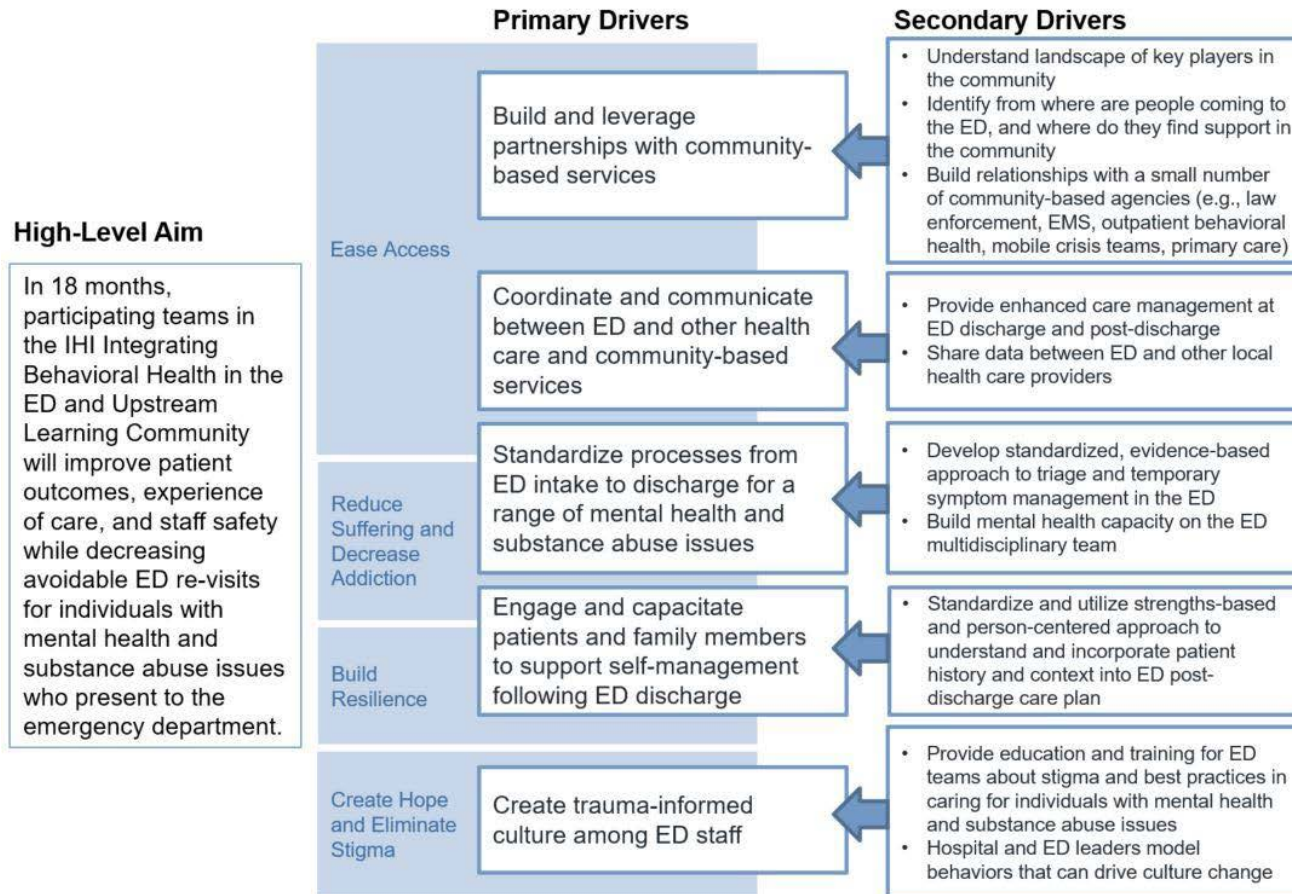 Primary Drivers
Secondary Drivers
High-Level Aim
In 18 months,
participating teams in
the IHI Integrating
Behavioral Health in the
ED and Upstream
Learning Community
will improve patient
outcomes, experience
of care, and staff safety
while decreasing
avoidable ED re-visits
for individuals with
mental health and
substance abuse issues
who present to the
emergency department.
Ease Access
Build and leverage
partnerships with community-
based services
• Understand landscape of key players in
the community
• Identify from where are people coming to
the ED, and where do they find support in
the community
• Build relationships with a small number
of community-based agencies (e.g., law
enforcement, EMS, outpatient behavioral
health, mobile crisis teams, primary care)
Coordinate and communicate
between ED and other health
care and community-based
services
• Provide enhanced care management at
ED discharge and post-discharge
• Share data between ED and other local
health care providers
Reduce
Suffering and
Decrease
Addiction
Standardize processes from
ED intake to discharge for a
range of mental health and
substance abuse issues
• Develop standardized, evidence-based
approach to triage and temporary
symptom management in the ED
• Build mental health capacity on the ED
multidisciplinary team
Build
Resilience
Engage and capacitate
patients and family members
to support self-management
following ED discharge
• Standardize and utilize strengths-based
and person-centered approach to
understand and incorporate patient
history and context into ED post-
discharge care plan
Create Hope
and Eliminate
Stigma
Create trauma-informed
culture among ED staff
• Provide education and training for ED
teams about stigma and best practices in
caring for individuals with mental health
and substance abuse issues
• Hospital and ED leaders model
behaviors that can drive culture change